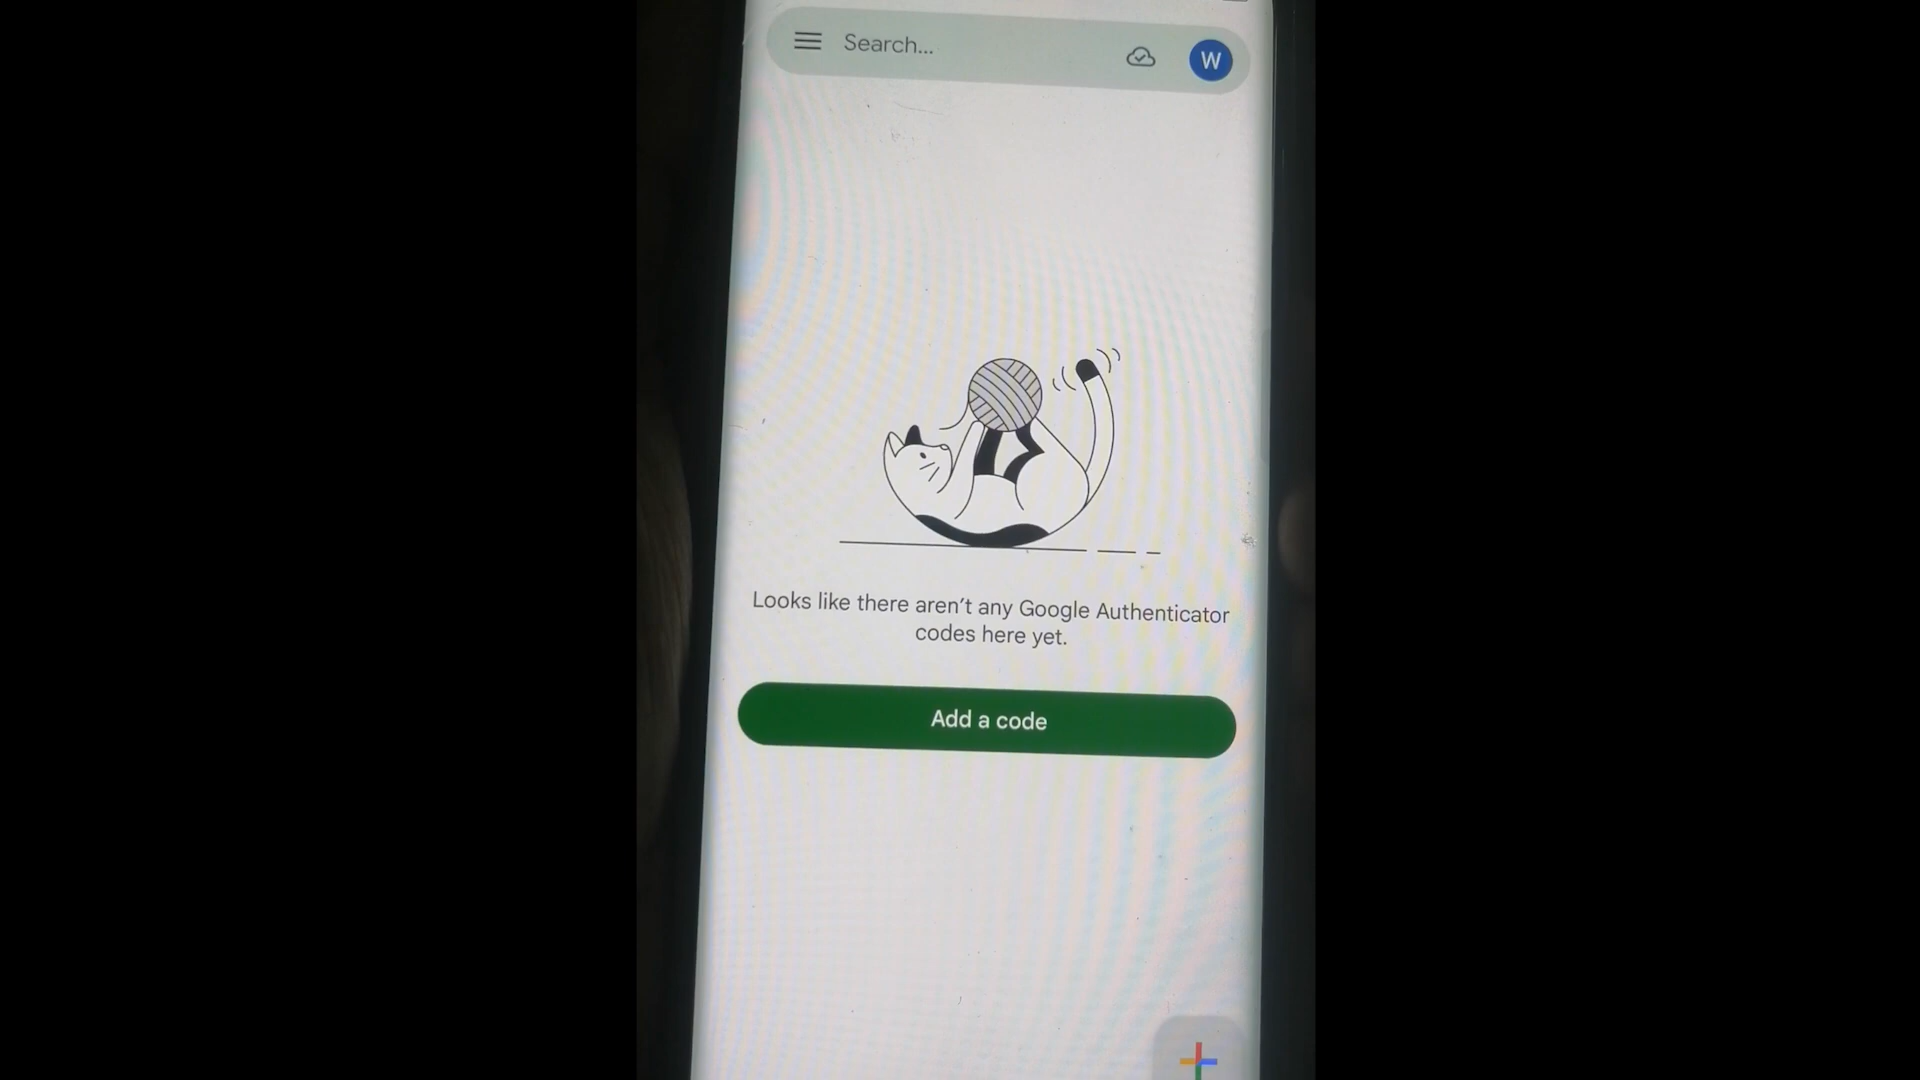 Search...
W
Looks like there aren't any Google Authenticator
codes here yet.
Add a code